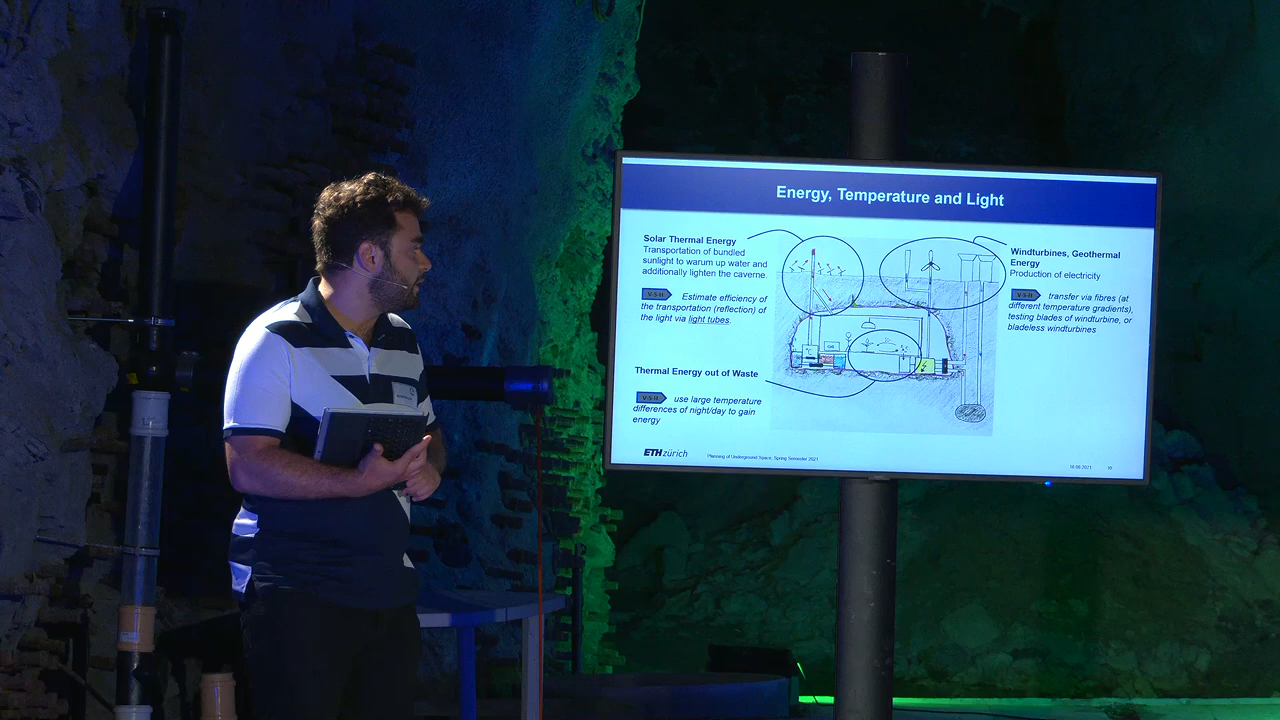 Energy, Temperature and Light
Solar Thermal Energy
Transportation of bundled
sunlight to warm up water and
additionally lighten the caverne.
V-S-H
Estimate efficiency of
the transportation (reflection) of
the light via light tubes.
Thermal Energy out of Waste
V-S-H
use large temperature
differences of night/day to gain
energy
Windturbines, Geothermal
Energy
Production of electricity
V-S-H
transfer via fibres (at
different temperature gradients),
testing blades of windturbine, or
bladeless windturbines
ETH zürich
Planning of Underground Space, Spring Semester 2021